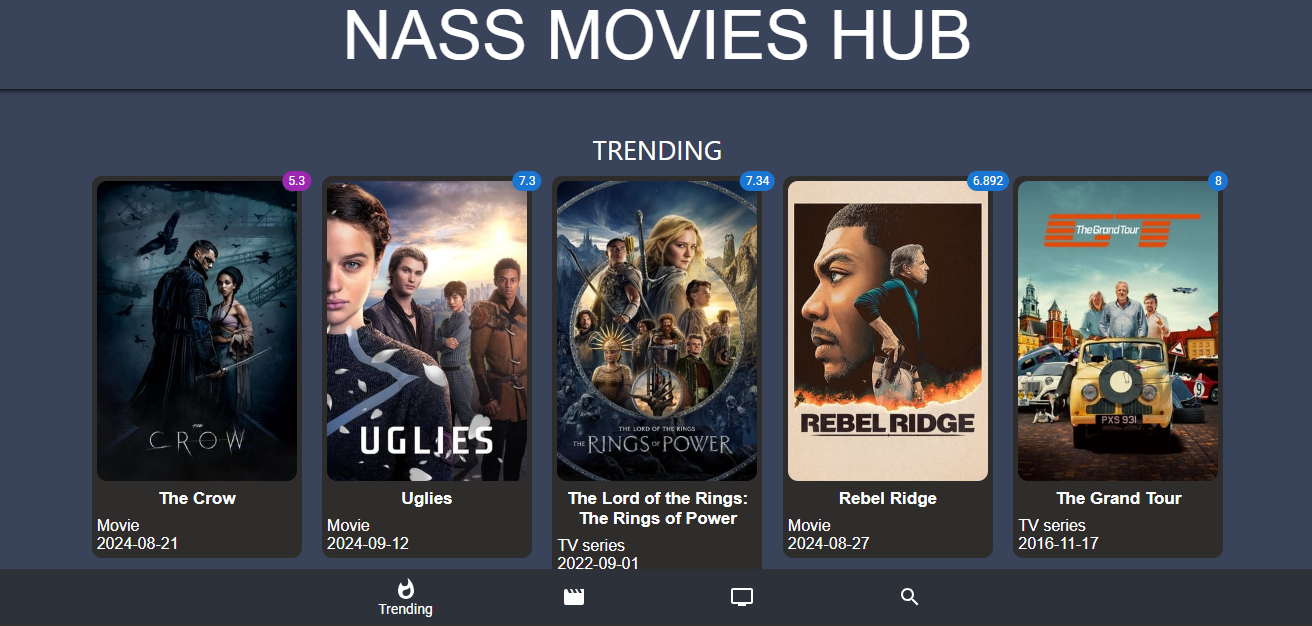 NASS MOVIES HUB
TRENDING
5.3
7.3
7.34
6.892
8
THE
CROW
UGLIES
THE LORD OF THE RINGS
THE RINGS OF POWER
REBEL RIDGE
GT
The Grand Tour
9
PXS 931
The Crow
Movie
2024-08-21
Uglies
Movie
2024-09-12
The Lord of the Rings:
The Rings of Power
TV series
2022-09-01
Rebel Ridge
Movie
2024-08-27
The Grand Tour
TV series
2016-11-17
Trending